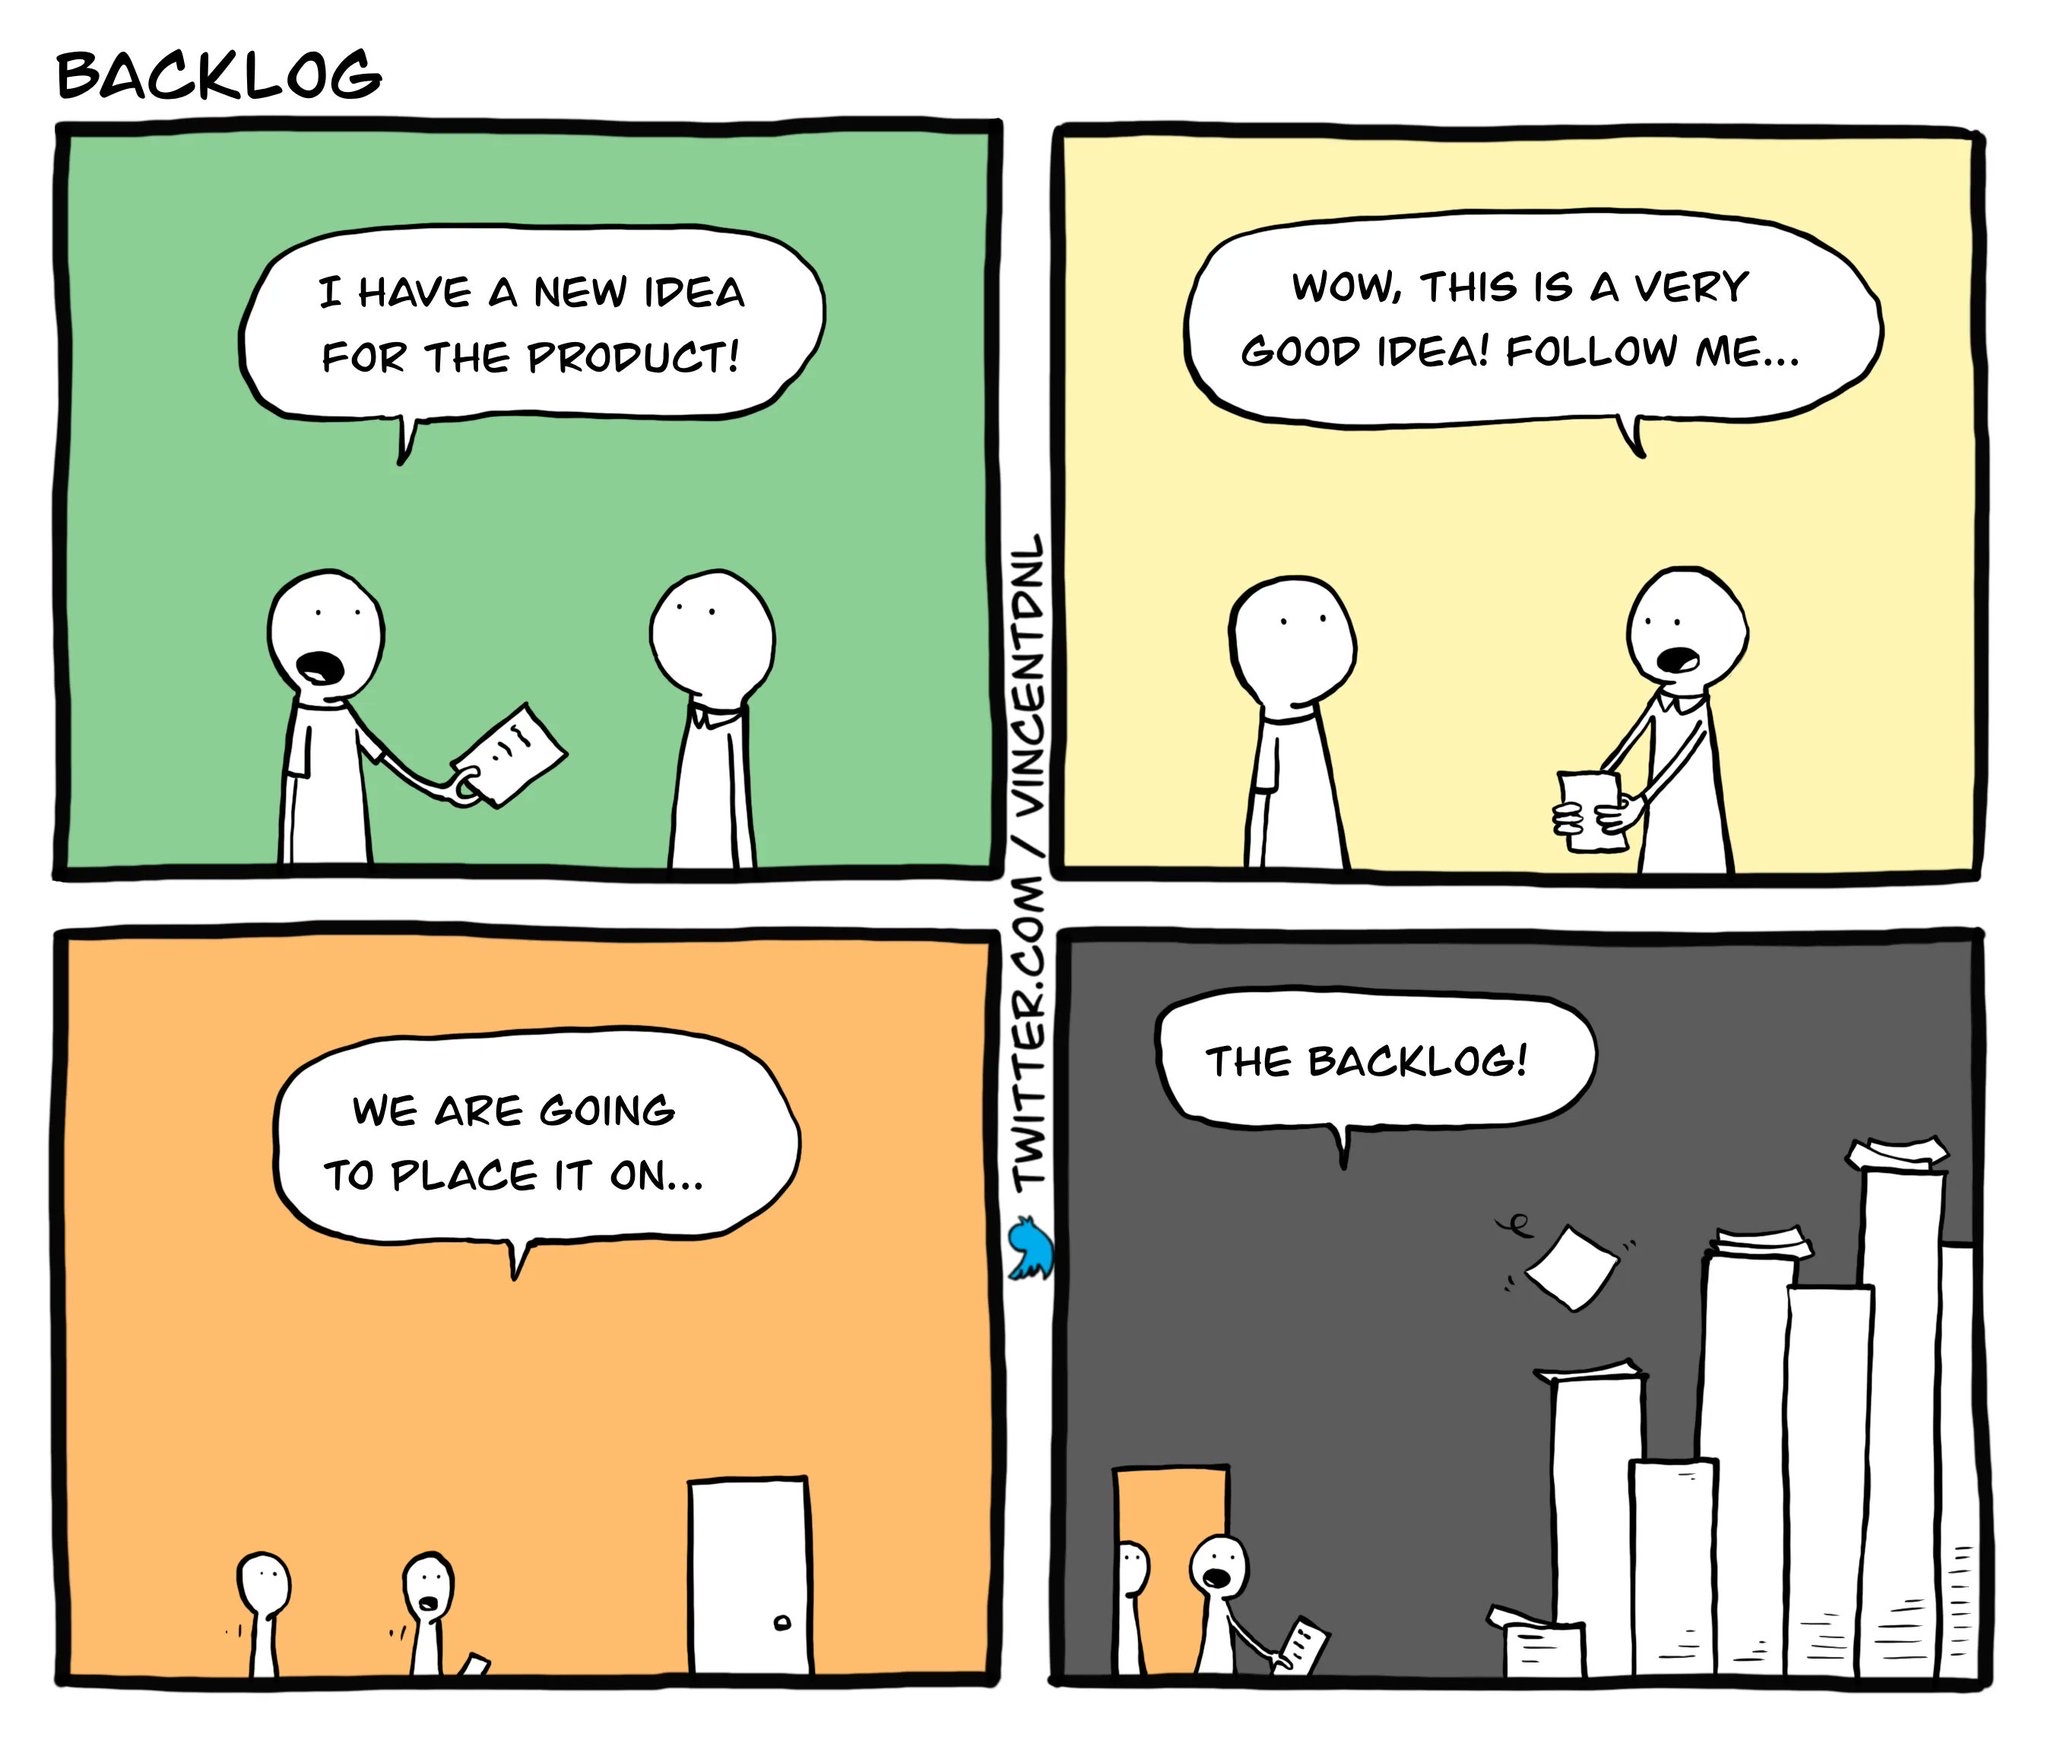 BACKLOG
I HAVE A NEW IDEA
FOR THE PRODUCT!
WOW, THIS IS A VERY
GOOD IDEA! FOLLOW ME...
WE ARE GOING
TO PLACE IT ON...
THE BACKLOG!
TWITTER.COM / VINCENTDNL